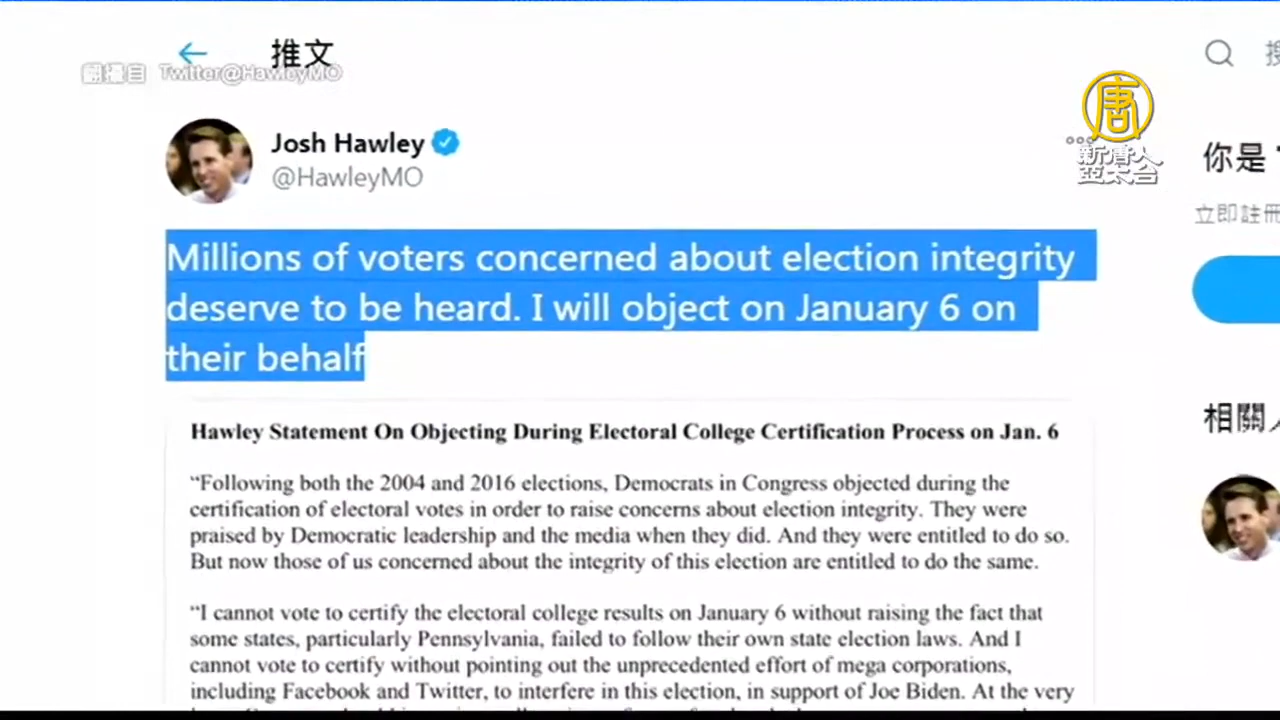 推文
翻攝自 Twitter@HawleyMO
搜
唐
新唐人
亞太台
Josh Hawley
@HawleyMO
你是
立即註冊
Millions of voters concerned about election integrity
deserve to be heard. I will object on January 6 on
their behalf
相關人
Hawley Statement On Objecting During Electoral College Certification Process on Jan. 6
“Following both the 2004 and 2016 elections, Democrats in Congress objected during the
certification of electoral votes in order to raise concerns about election integrity. They were
praised by Democratic leadership and the media when they did. And they were entitled to do so.
But now those of us concerned about the integrity of this election are entitled to do the same.
“I cannot vote to certify the electoral college results on January 6 without raising the fact that
some states, particularly Pennsylvania, failed to follow their own state election laws. And I
cannot vote to certify without pointing out the unprecedented effort of mega corporations,
including Facebook and Twitter, to interfere in this election, in support of Joe Biden. At the very